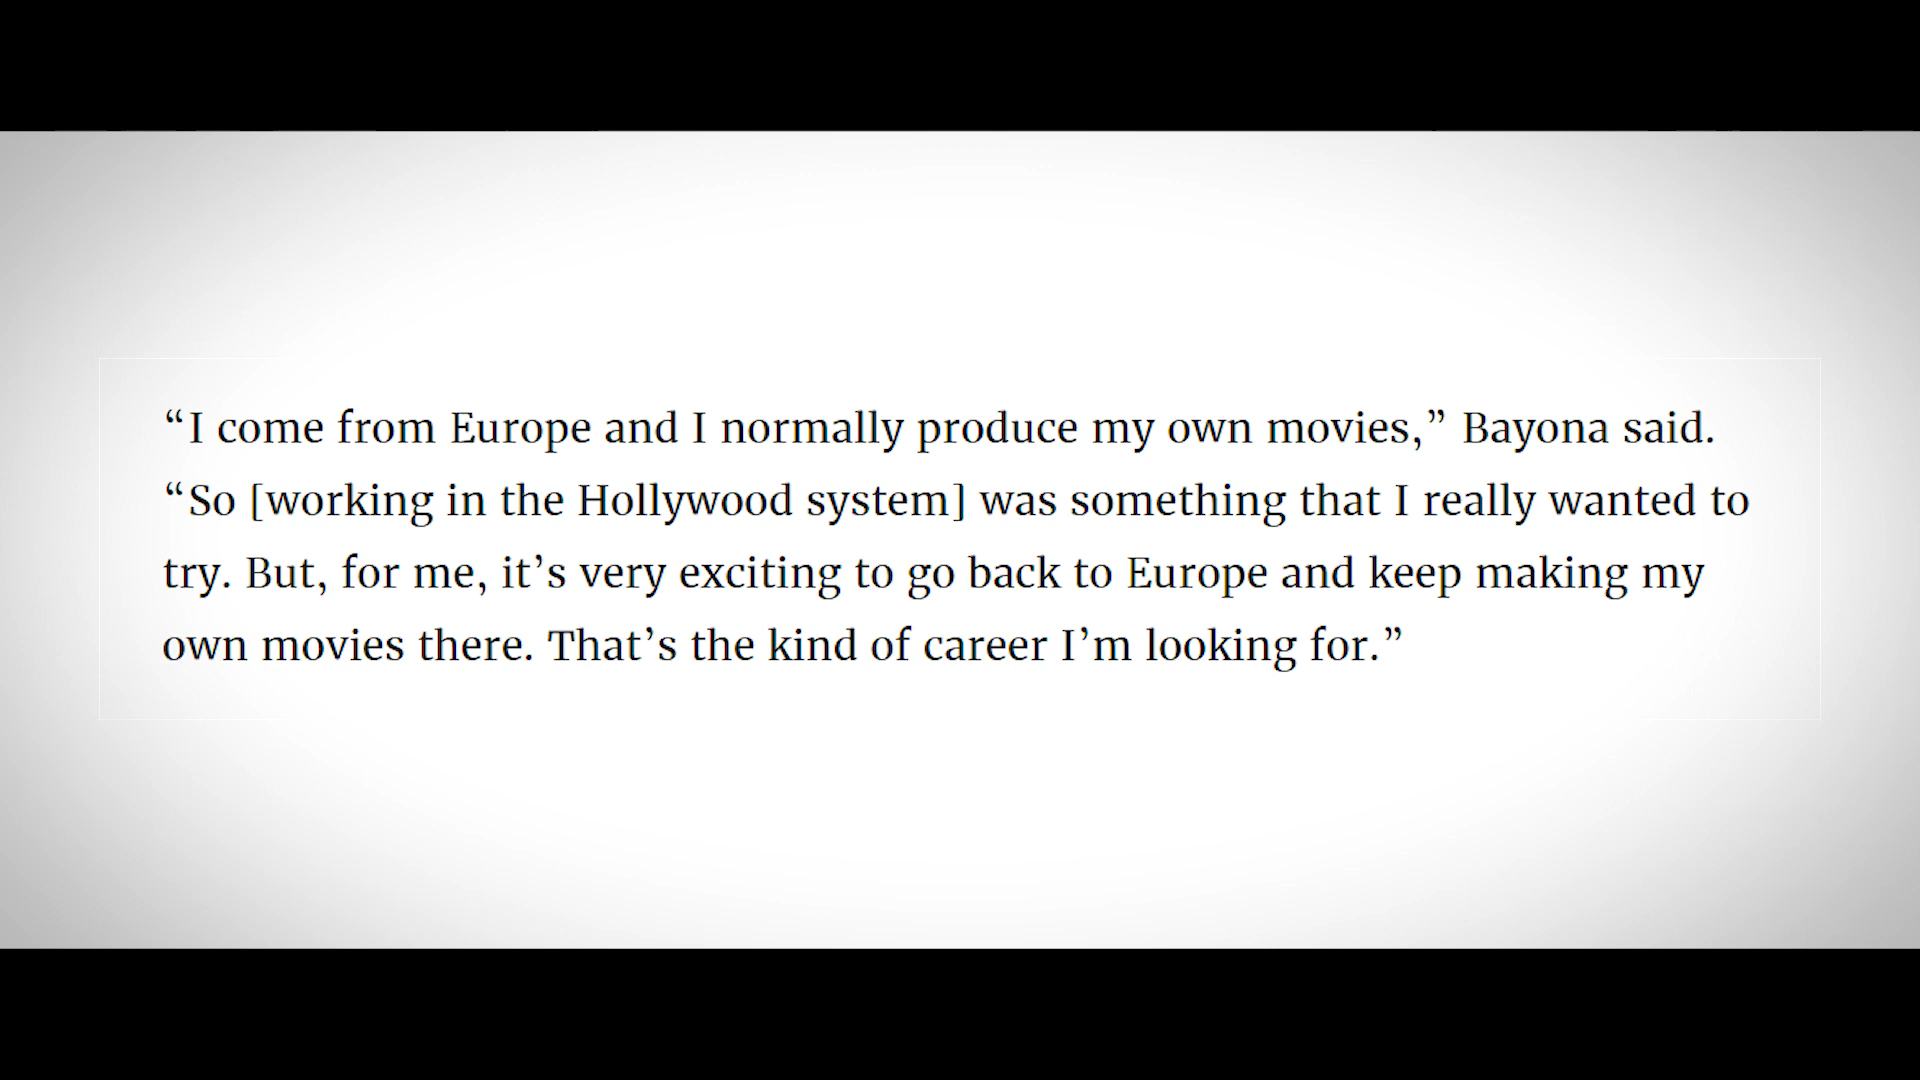 “I come from Europe and I normally produce my own movies,” Bayona said.
“So [working in the Hollywood system] was something that I really wanted to
try. But, for me, it’s very exciting to go back to Europe and keep making my
own movies there. That’s the kind of career I’m looking for.”